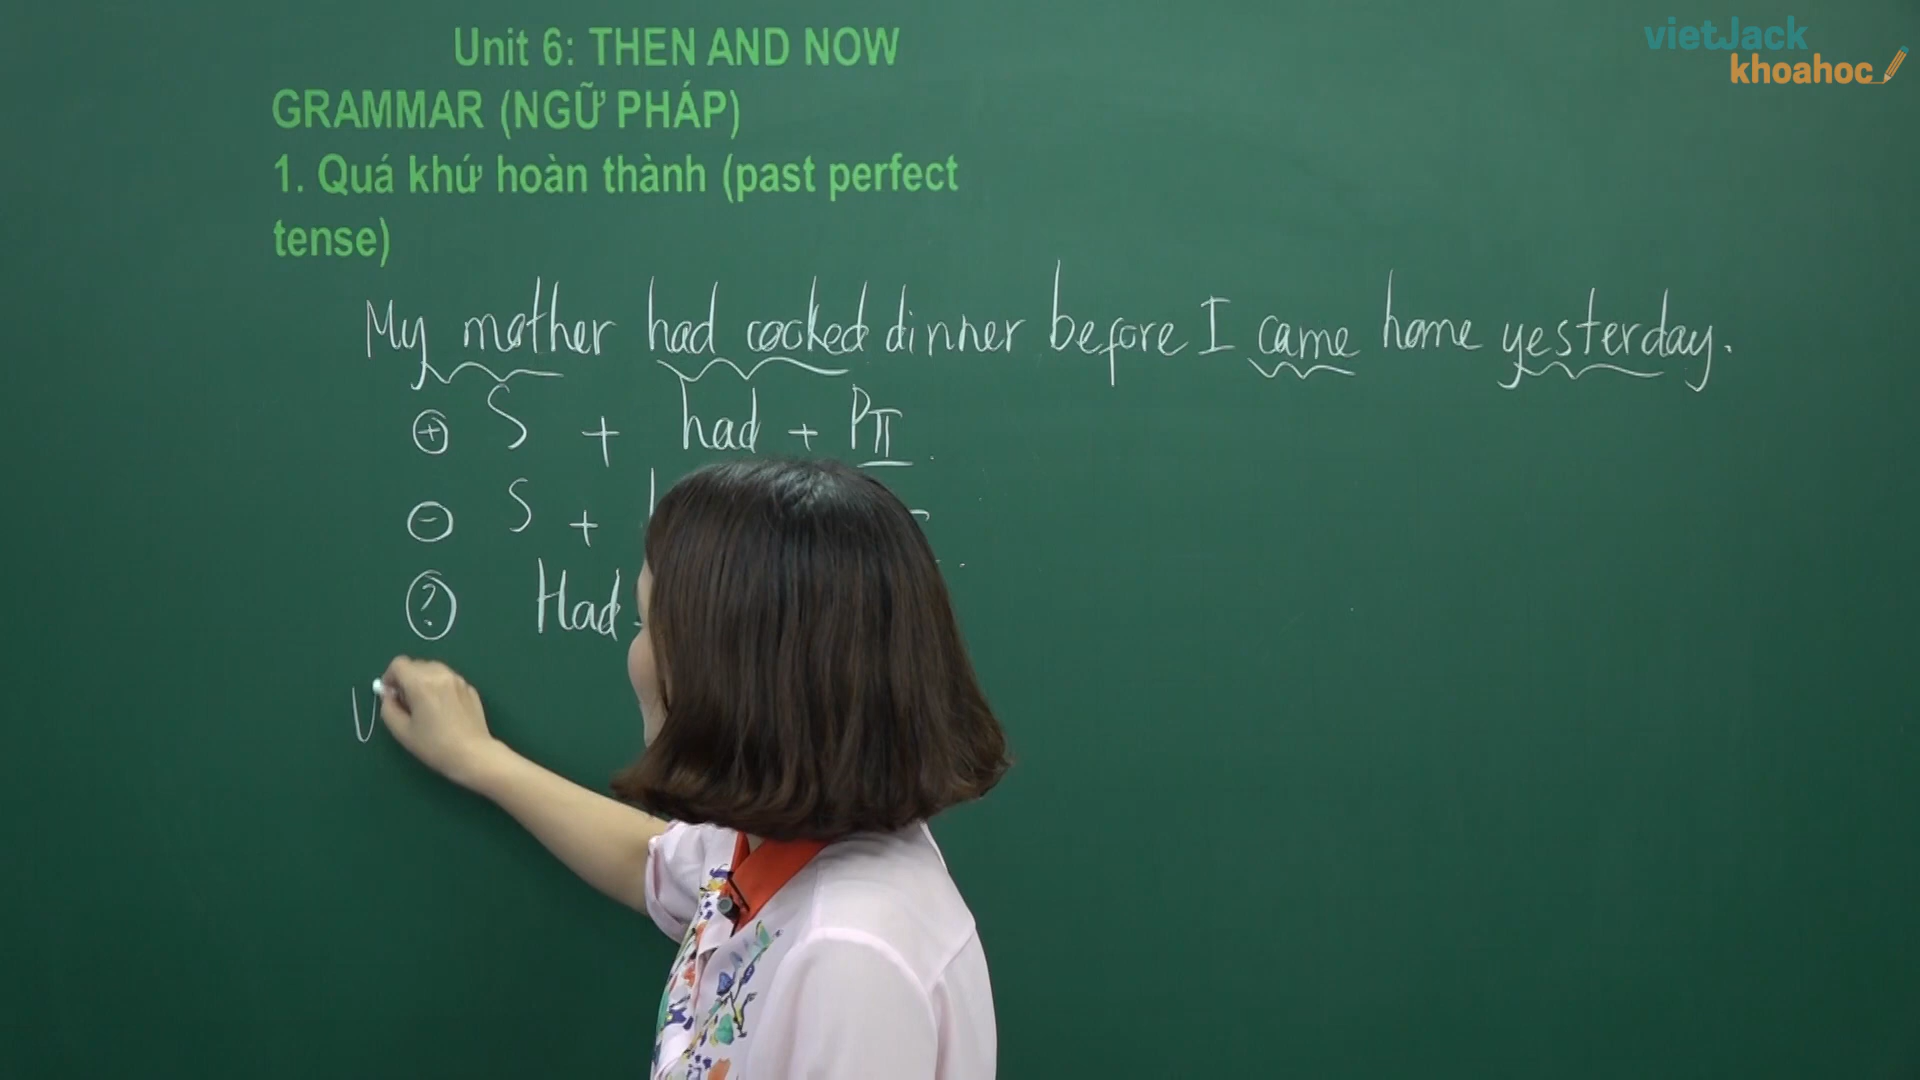 vietJack
khoahoc
Unit 6: THEN AND NOW
GRAMMAR (NGỮ PHÁP)
1. Quá khứ hoàn thành (past perfect
tense)
My mother had cooked dinner before I came home yesterday.
(+) S + had + PII
(-) S +
(?) Had